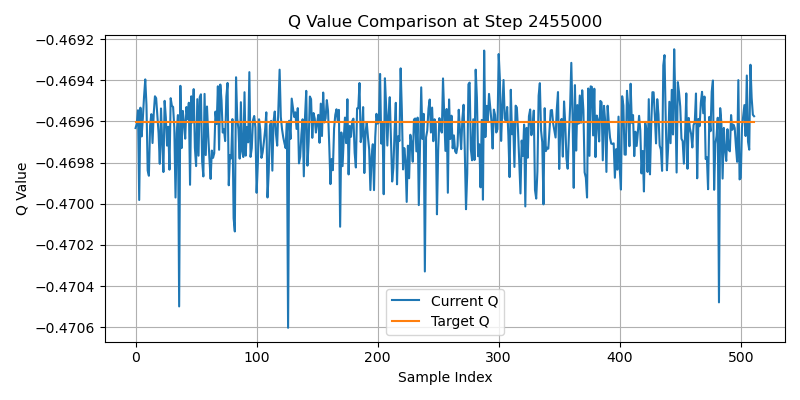 Q Value Comparison at Step 2455000
Q Value
−0.4692
−0.4694
−0.4696
−0.4698
−0.4700
−0.4702
−0.4704
−0.4706
Current Q
Target Q
0 100 200 300 400 500
Sample Index